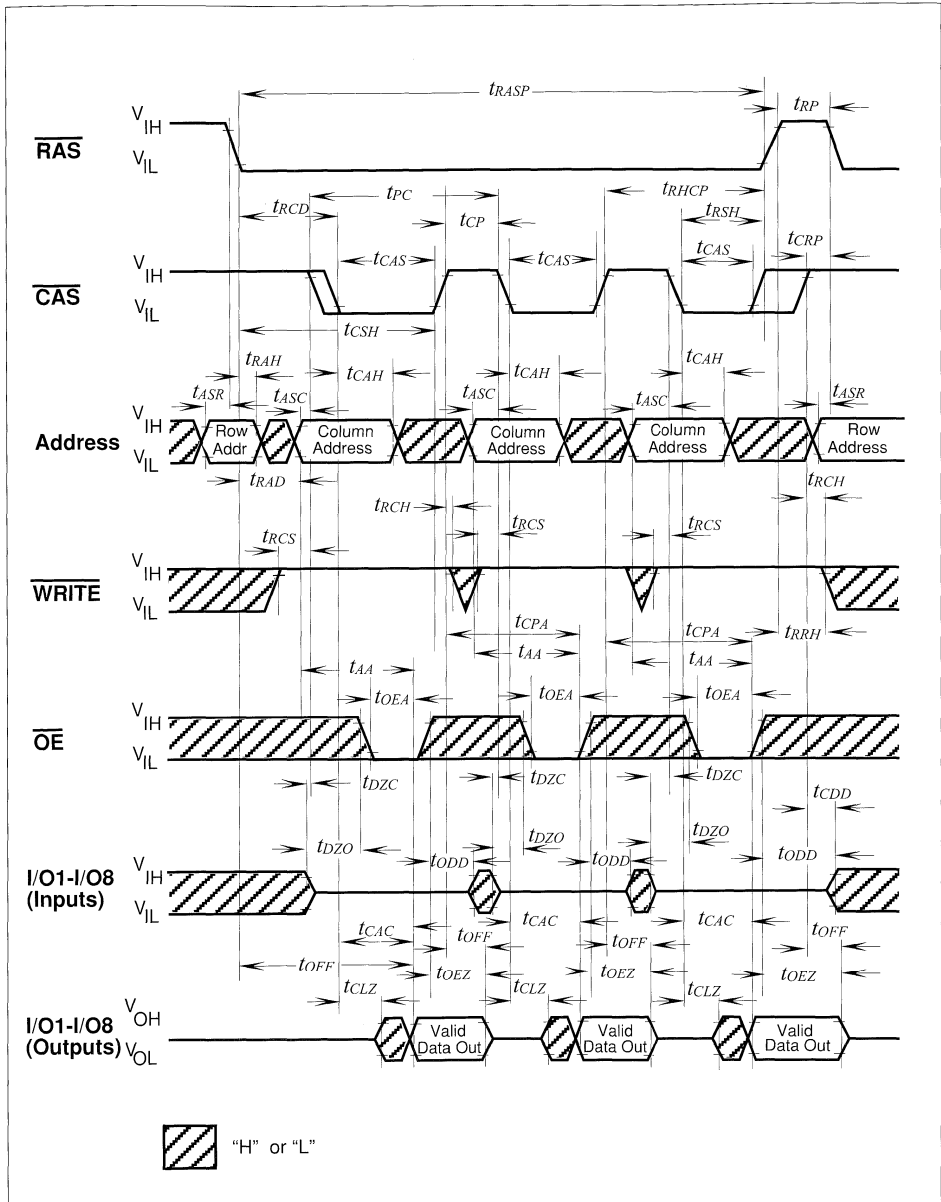 tRASP
tRP
VIH
RAS
VIL
tPC
tRHCP
tRCD
tCP
tRSH
tCRP
VIH
tCAS
tCAS
tCAS
CAS
VIL
tCSH
tRAH
tCAH
tCAH
tCAH
tASR
tASC
tASC
tASC
tASR
VIH
Address
Row Addr
Column Address
Column Address
Column Address
Row Address
VIL
tRAD
tRCH
tRCH
tRCS
tRCS
tRCS
VIH
WRITE
VIL
tCPA
tCPA
tRRH
tAA
tAA
tAA
tOEA
tOEA
tOEA
VIH
OE
VIL
tDZC
tDZC
tDZC
tCDD
tDZO
tDZO
tDZO
tODD
tODD
tODD
I/O1-I/O8 VIH
(Inputs)
VIL
tCAC
tCAC
tCAC
tOFF
tOFF
tOFF
tOFF
tOEZ
tOEZ
tOEZ
tCLZ
tCLZ
tCLZ
VOH
I/O1-I/O8
(Outputs) VOL
Valid Data Out
Valid Data Out
Valid Data Out
"H" or "L"